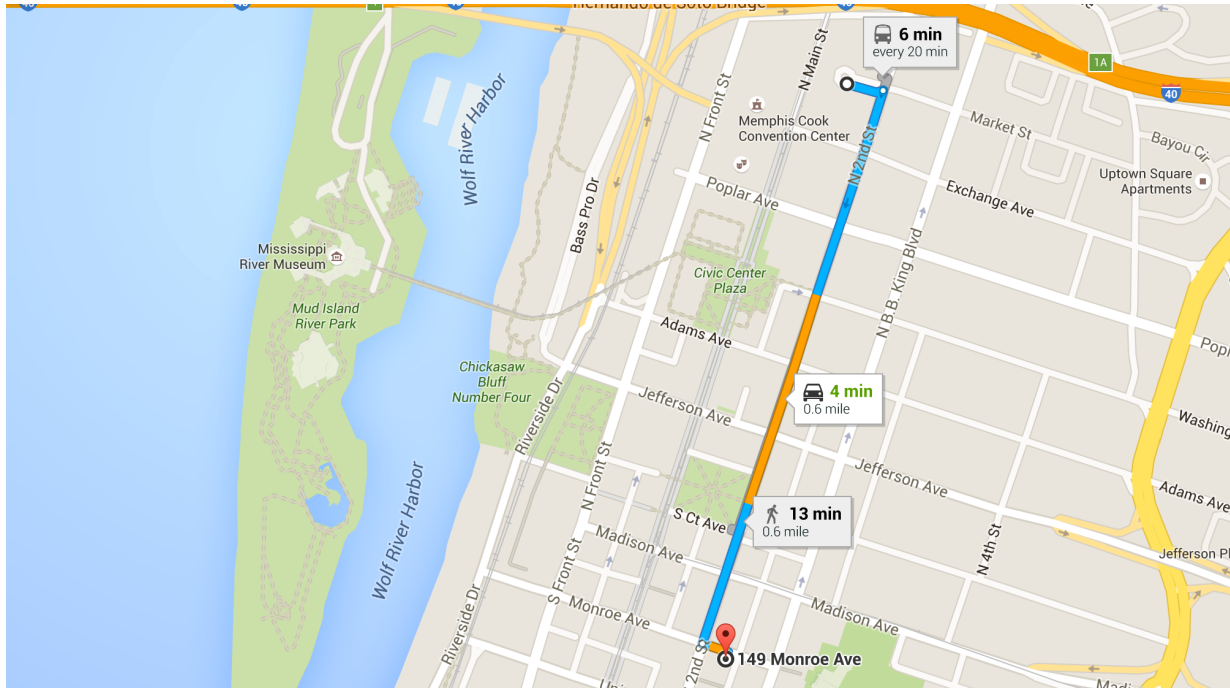 Hernando de Soto Bridge
40
40
40
6 min
every 20 min
1A
40
N Main St
N Front St
Wolf River Harbor
Memphis Cook
Convention Center
Market St
Bayou Cir
N 2nd St
Uptown Square
Apartments
Exchange Ave
Poplar Ave
Bass Pro Dr
Mississippi
River Museum
Civic Center
Plaza
N B.B. King Blvd
Mud Island
River Park
Adams Ave
Chickasaw
Bluff
Number Four
4 min
0.6 mile
Riverside Dr
Jefferson Ave
Jefferson Ave
Adams Ave
N Front St
Wolf River Harbor
S Ct Ave
13 min
0.6 mile
Madison Ave
N 4th St
S Front St
Monroe Ave
Madison Ave
Riverside Dr
149 Monroe Ave